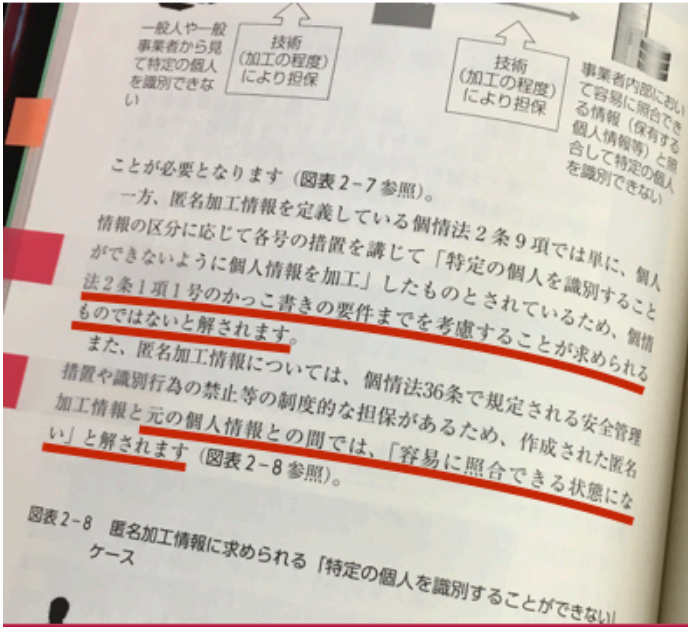 一般人や一般
事業者から見
て特定の個人
を識別できな
い
技術
(加工の程度)
により担保
技術
(加工の程度)
により担保
事業者内部におい
て容易に照合でき
る情報（保有する
個人情報等）と照
合して特定の個人
を識別できない
ことが必要となります（図表2-7参照）。
一方、匿名加工情報を定義している個情法2条9項では単に、個人
情報の区分に応じて各号の措置を講じて「特定の個人を識別すること
ができないように個人情報を加工」したものとされているため、個情
法2条1項1号のかっこ書きの要件までを考慮することが求められる
ものではないと解されます。
また、匿名加工情報については、個情法36条で規定される安全管理
措置や識別行為の禁止等の制度的な担保があるため、作成された匿名
加工情報と元の個人情報との間では、「容易に照合できる状態にな
い」と解されます（図表2-8参照）。
図表2-8 匿名加工情報に求められる「特定の個人を識別することができない」
ケース